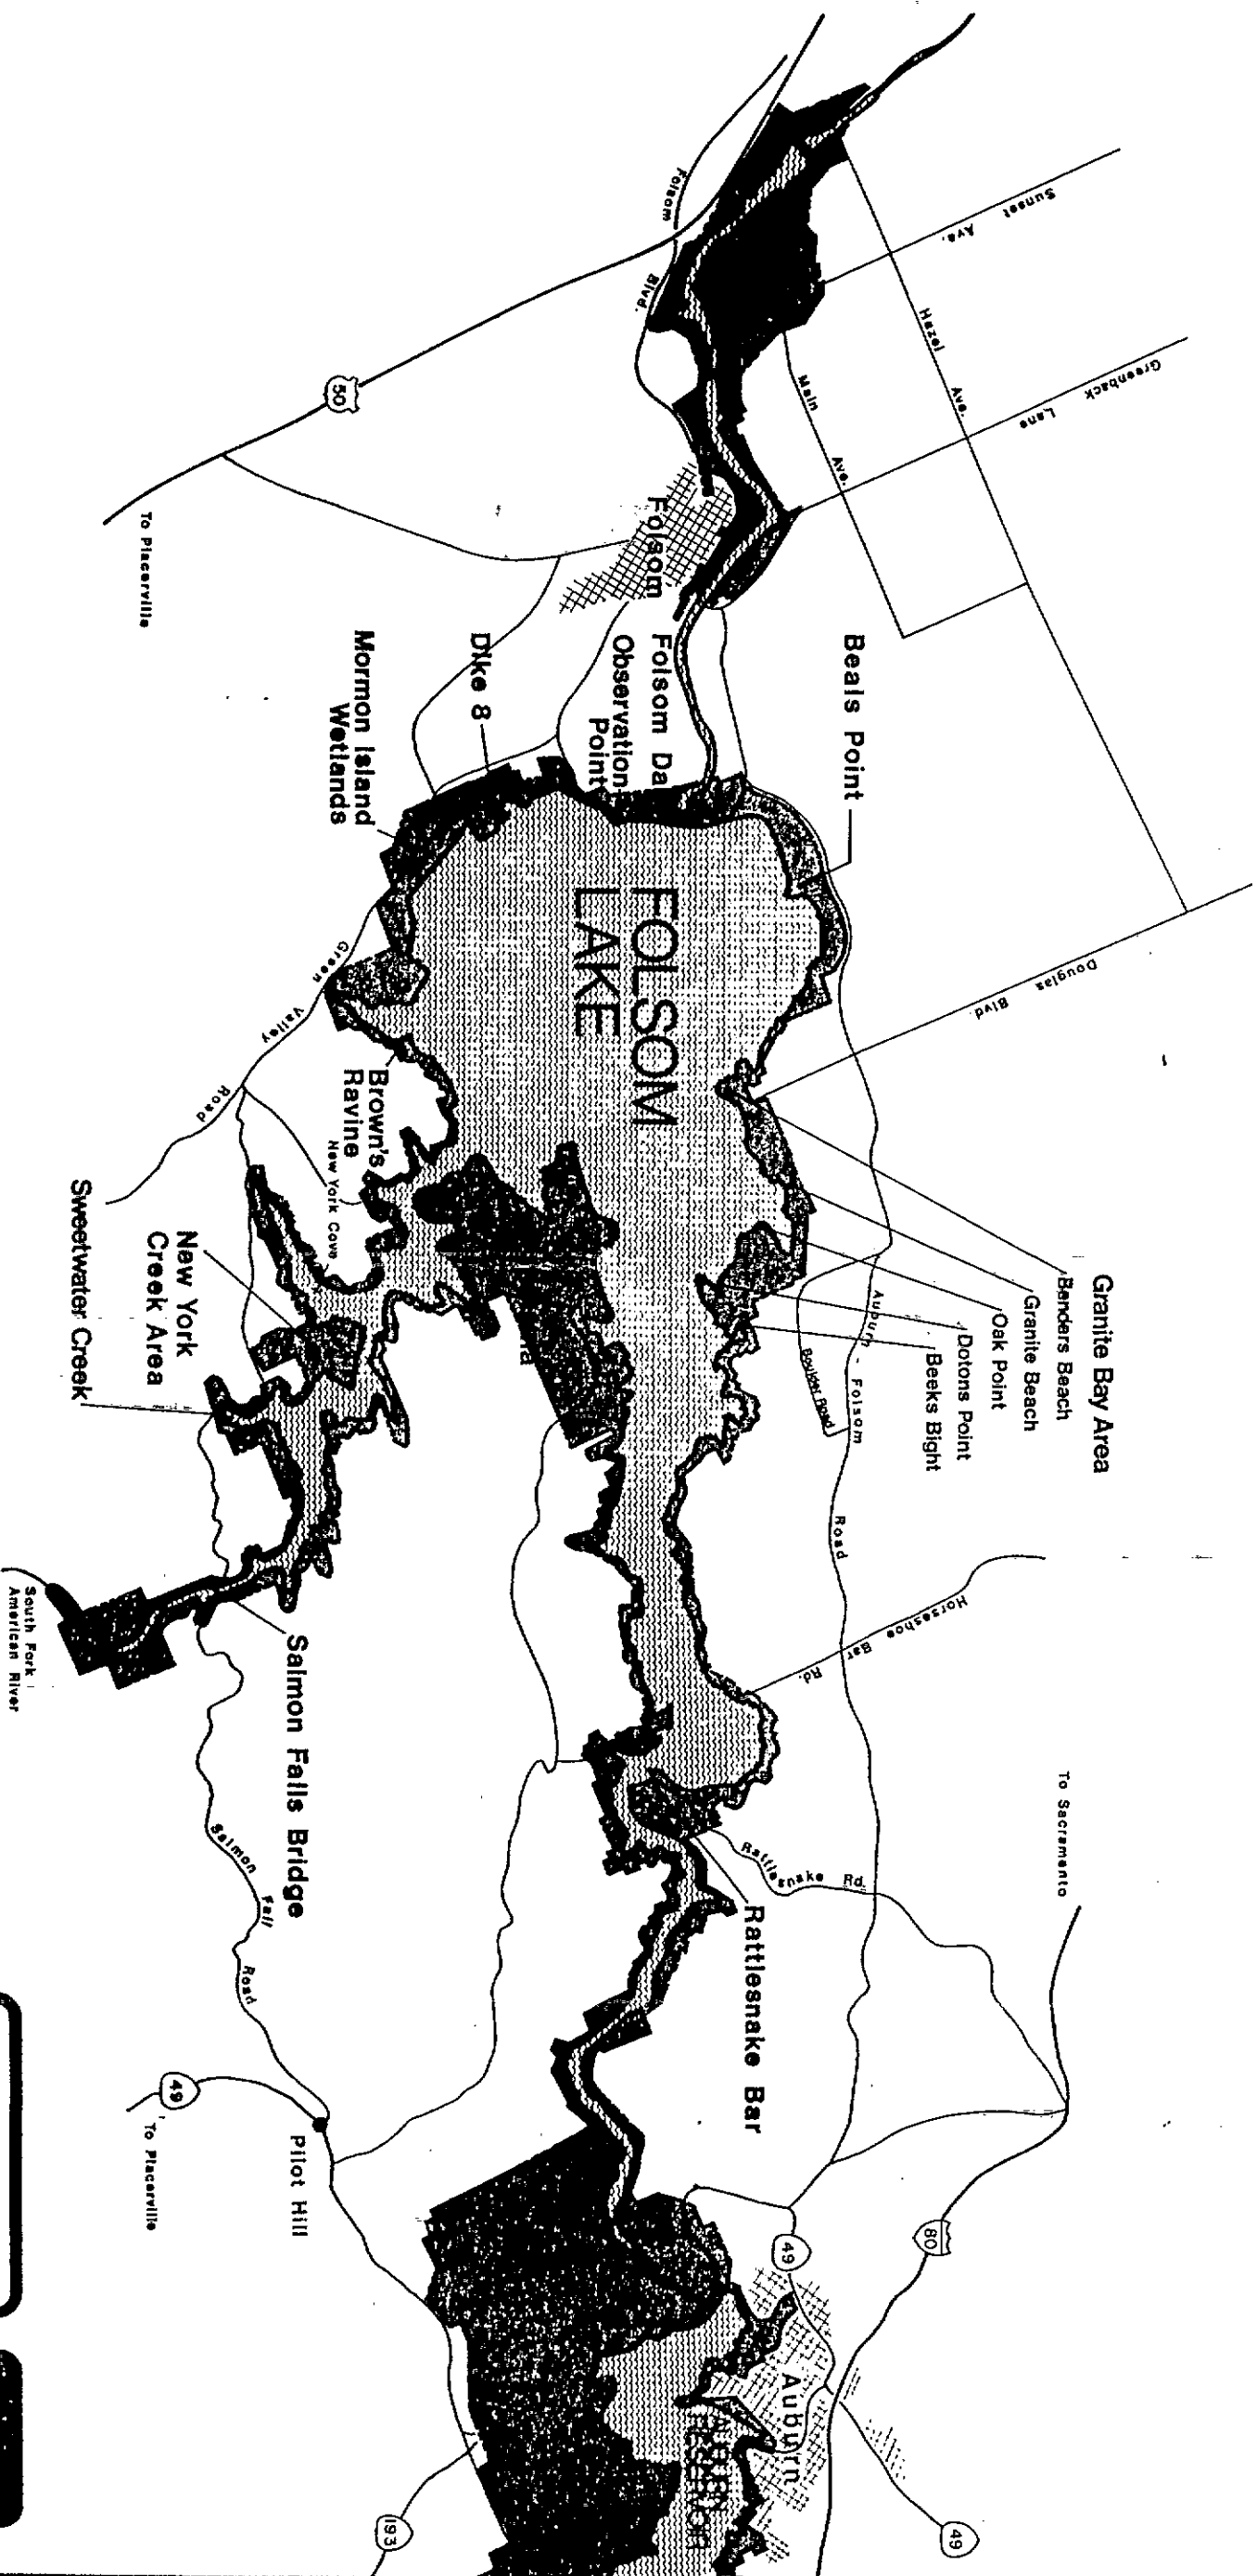 Sunset
Ave.
Hazel
Ave.
Greenback
Lane
Main
Ave.
Folsom
Blvd.
50
To Placerville
Folsom
Beals Point
Folsom Da
Observation
Point
Dike 8
Mormon Island
Wetlands
FOLSOM
LAKE
Douglas
Blvd.
Green
Valley
Road
Brown's
Ravine
New York Cove
New York
Creek Area
Sweetwater Creek
Granite Bay Area
Granite Beach
Oak Point
Dotons Point
Beeks Bight
Auburn - Folsom
Road
Boulder Road
Horseshoe Bar Rd.
South Fork
American River
Salmon Falls Bridge
Salmon
Fall
Road
To Sacramento
Rattlesnake Rd.
Rattlesnake Bar
49
To Placerville
Pilot Hill
80
49
Auburn
49
193